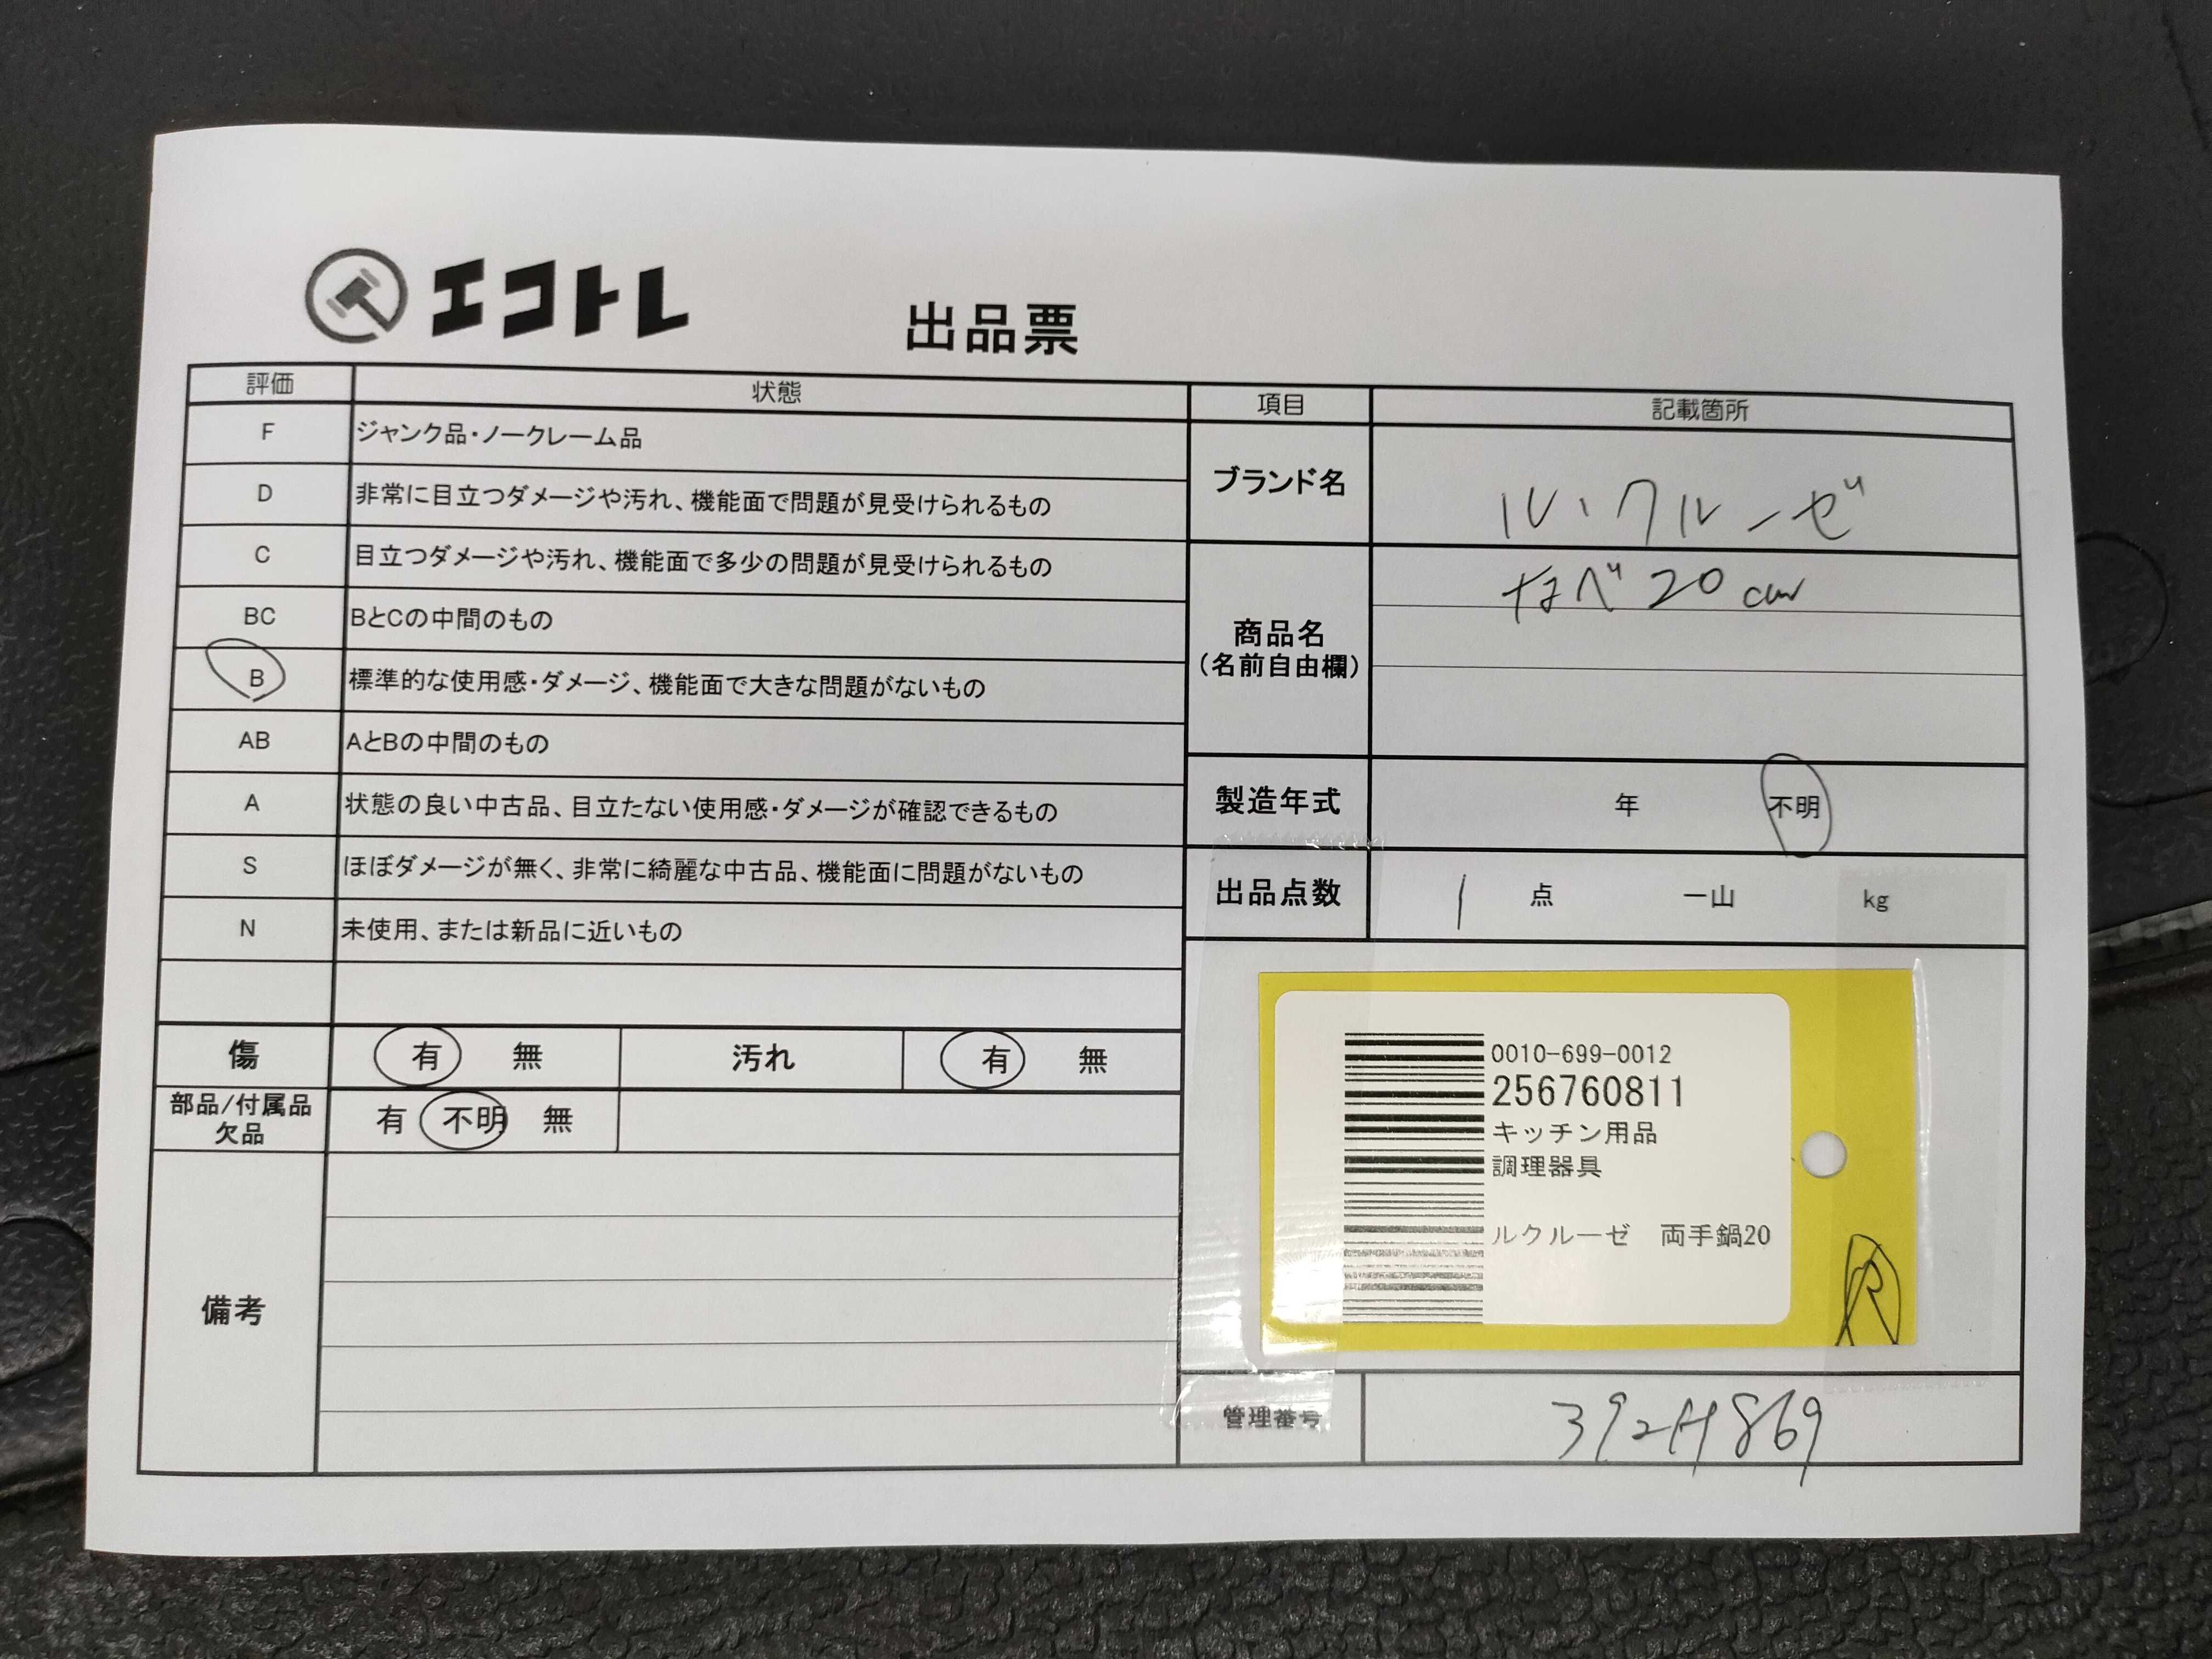 エコトレ
出品票
評価 状態
F ジャンク品・ノークレーム品
D 非常に目立つダメージや汚れ、機能面で問題が見受けられるもの
C 目立つダメージや汚れ、機能面で多少の問題が見受けられるもの
BC BとCの中間のもの
B 標準的な使用感・ダメージ、機能面で大きな問題がないもの
AB AとBの中間のもの
A 状態の良い中古品、目立たない使用感・ダメージが確認できるもの
S ほぼダメージが無く、非常に綺麗な中古品、機能面に問題がないもの
N 未使用、または新品に近いもの
傷 有 無 汚れ 有 無
部品/付属品
欠品
有 不明 無
備考
項目 記載箇所
ブランド名 ル・クルーゼ
商品名
(名前自由欄)
なべ 20cm
製造年式 年 不明
出品点数 1 点 一山 kg
0010-699-0012
256760811
キッチン用品
調理器具
ルクルーゼ 両手鍋20
管理番号 392H869